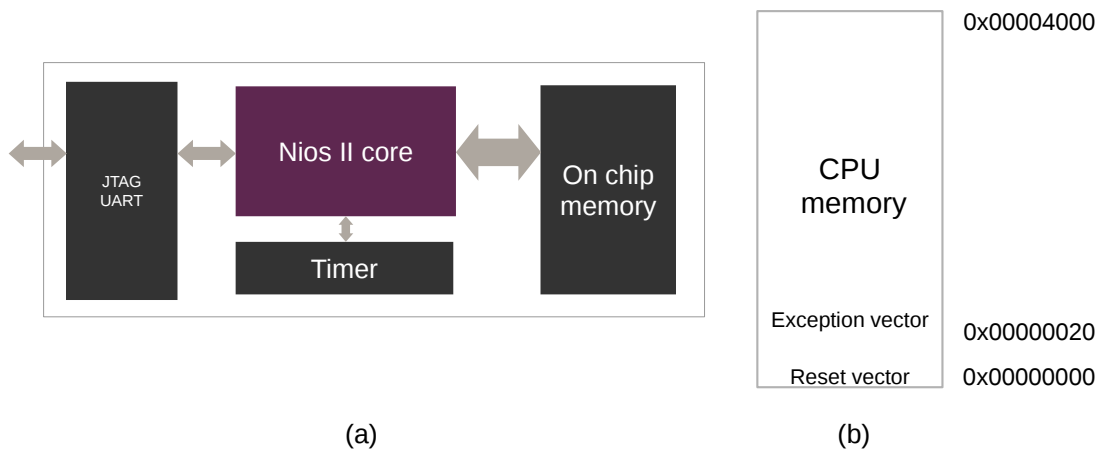 JTAG
UART
Nios II core
Timer
On chip
memory
(a)
0x00004000
CPU
memory
Exception vector
0x00000020
Reset vector
0x00000000
(b)